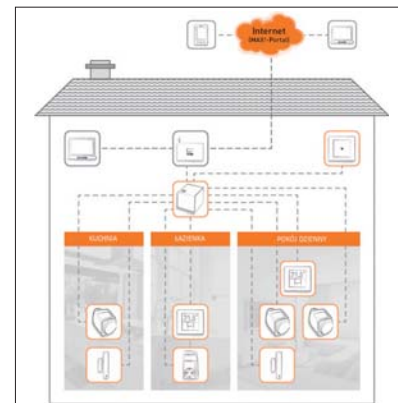 Internet
(MAX!-Portal)
KUCHNIA
ŁAZIENKA
POKÓJ DZIENNY